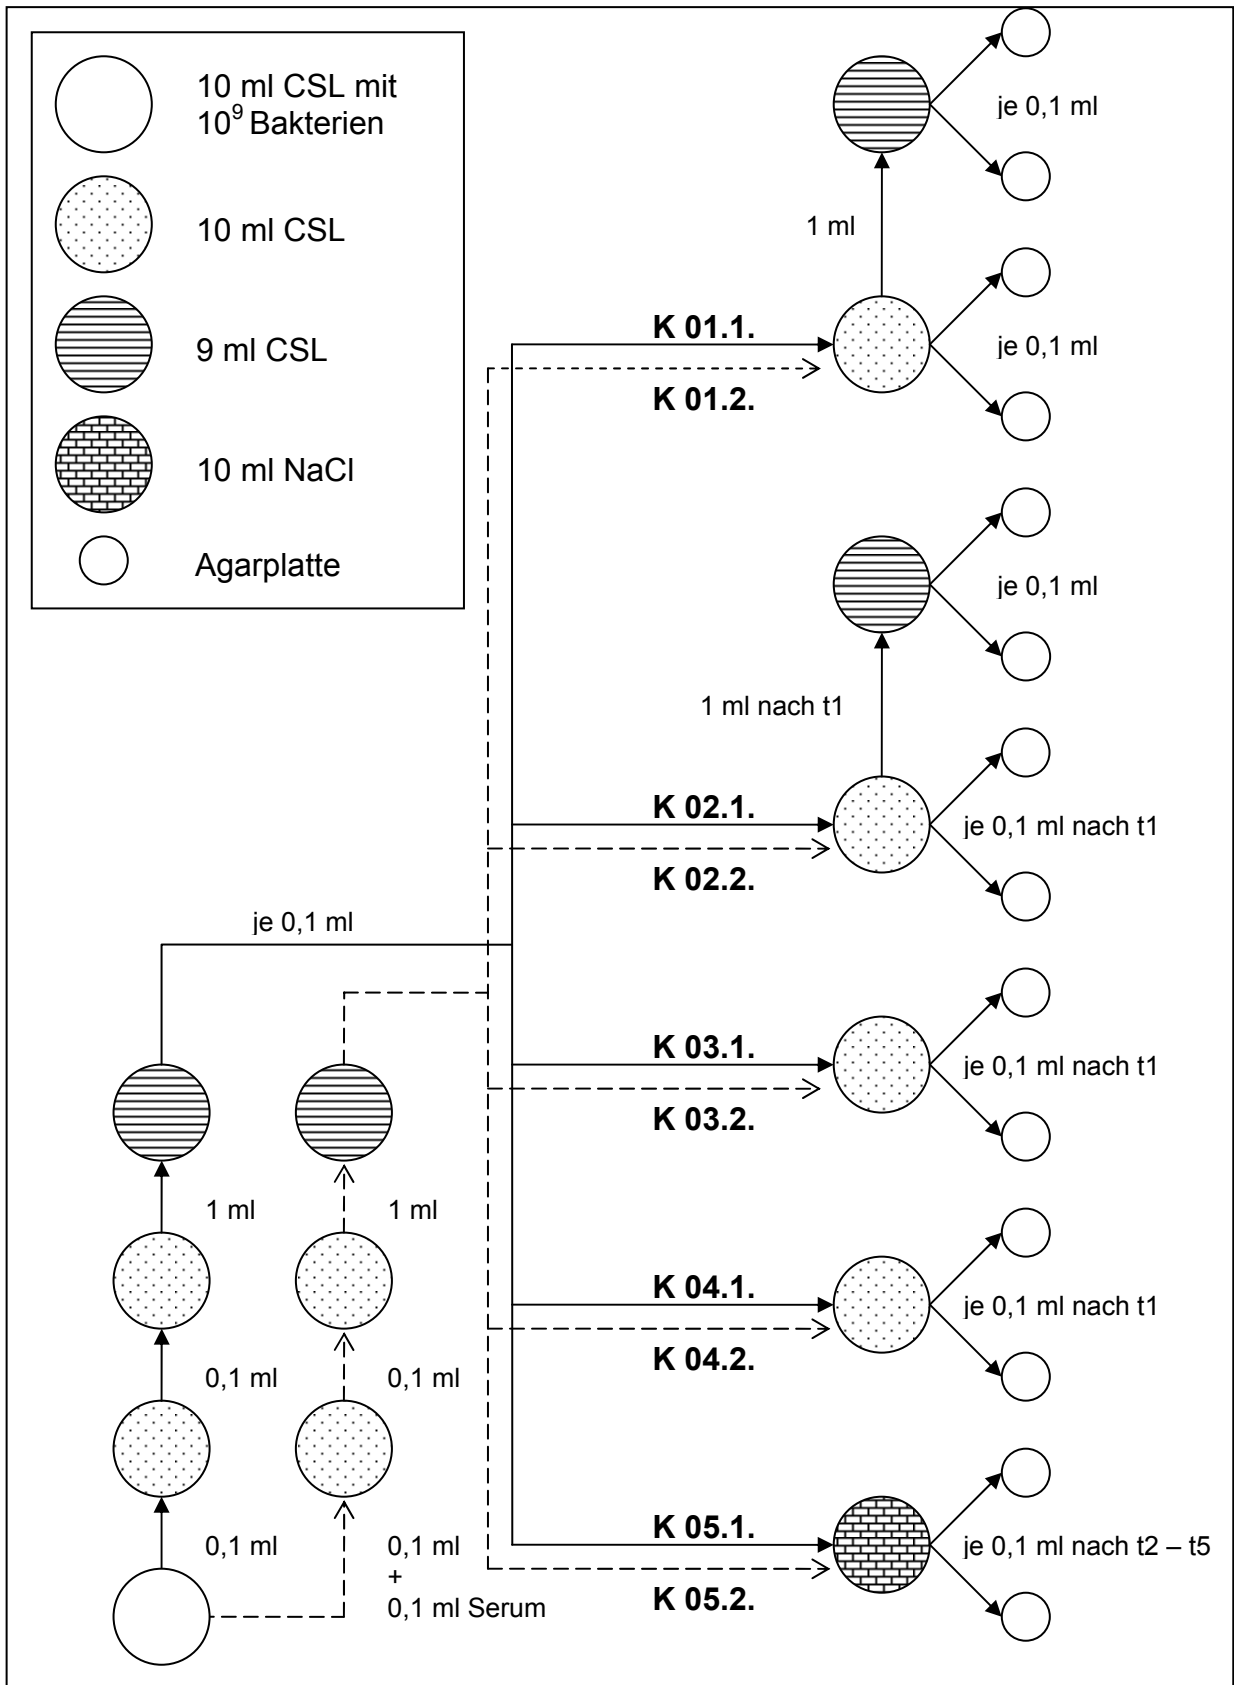 10 ml CSL mit
10⁹ Bakterien
10 ml CSL
9 ml CSL
10 ml NaCl
Agarplatte
je 0,1 ml
1 ml
K 01.1.
je 0,1 ml
K 01.2.
je 0,1 ml
1 ml nach t1
K 02.1.
je 0,1 ml nach t1
K 02.2.
je 0,1 ml
K 03.1.
je 0,1 ml nach t1
K 03.2.
1 ml
1 ml
K 04.1.
je 0,1 ml nach t1
K 04.2.
0,1 ml
0,1 ml
K 05.1.
je 0,1 ml nach t2 – t5
K 05.2.
0,1 ml
0,1 ml
+
0,1 ml Serum